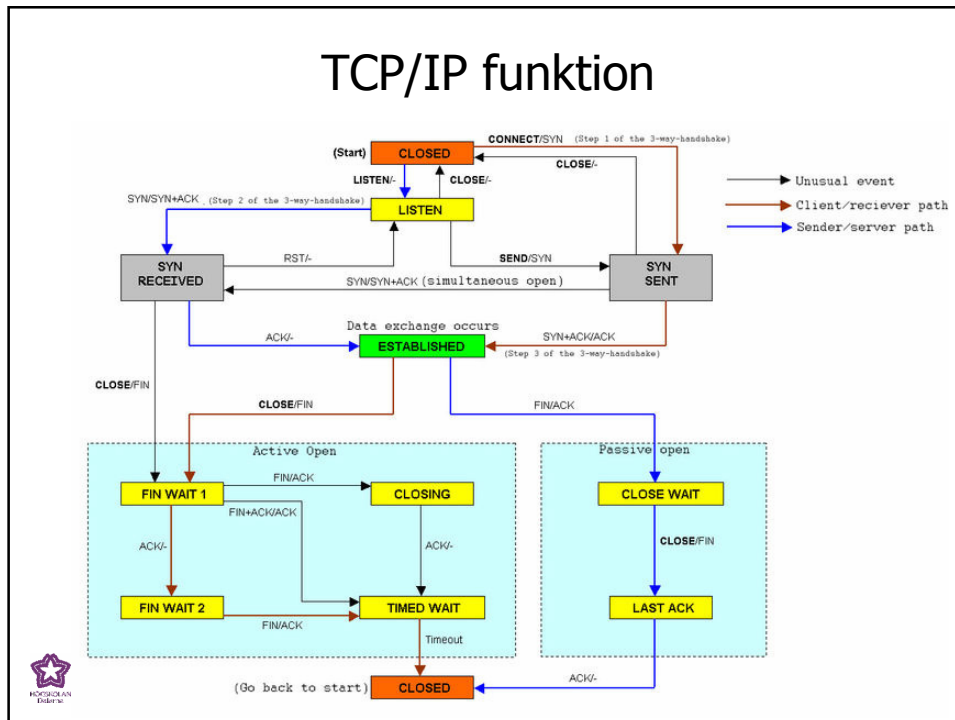 TCP/IP funktion
CONNECT/SYN (Step 1 of the 3-way-handshake)
(Start) CLOSED
CLOSE/-
LISTEN/- CLOSE/-
Unusual event
SYN/SYN+ACK (Step 2 of the 3-way-handshake)
LISTEN
Client/reciever path
Sender/server path
SYN
RECEIVED
RST/-
SEND/SYN
SYN
SENT
SYN/SYN+ACK (simultaneous open)
Data exchange occurs
ACK/-
ESTABLISHED
SYN+ACK/ACK
(Step 3 of the 3-way-handshake)
CLOSE/FIN
CLOSE/FIN
FIN/ACK
Active Open
Passive open
FIN WAIT 1
FIN/ACK
CLOSING
CLOSE WAIT
FIN+ACK/ACK
ACK/-
ACK/-
CLOSE/FIN
FIN WAIT 2
TIMED WAIT
LAST ACK
FIN/ACK
Timeout
(Go back to start) CLOSED
ACK/-
HÖGSKOLAN
Dalarna